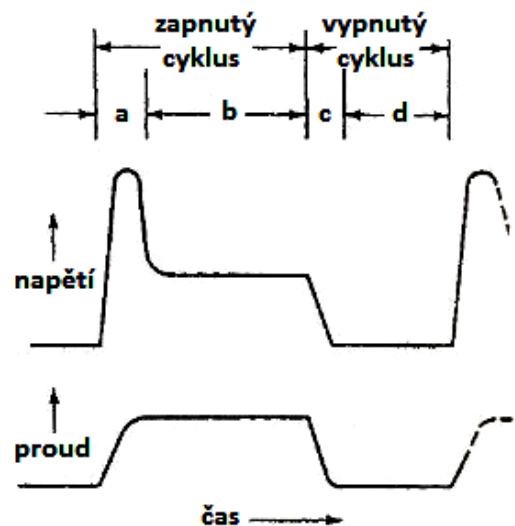 zapnutý vypnutý
cyklus cyklus
a b c d
napětí
proud
čas